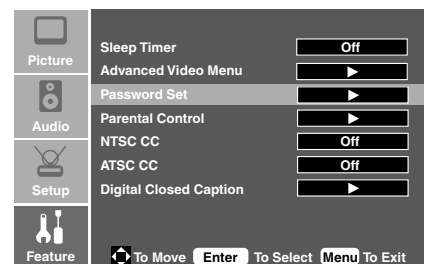 Picture
Audio
Setup
Feature
Sleep Timer Off
Advanced Video Menu
Password Set
Parental Control
NTSC CC Off
ATSC CC Off
Digital Closed Caption
To Move Enter To Select Menu To Exit